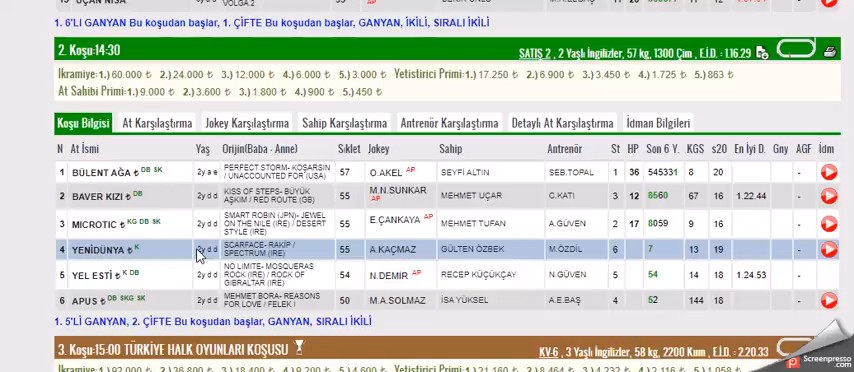 VOLGA 2
1. 6'LI GANYAN Bu koşudan başlar, 1. ÇİFTE Bu koşudan başlar, GANYAN, İKİLİ, SIRALI İKİLİ
2. Koşu:14:30 SATIŞ 2 , 2 Yaşlı İngilizler, 57 kg, 1300 Çim , E.İ.D. : 1.16.29
Ikramiye:1.) 60.000 ₺ 2.) 24.000 ₺ 3.) 12.000 ₺ 4.) 6.000 ₺ 5.) 3.000 ₺ Yetistirici Primi:1.) 17.250 ₺ 2.) 6.900 ₺ 3.) 3.450 ₺ 4.) 1.725 ₺ 5.) 863 ₺
At Sahibi Primi:1.) 9.000 ₺ 2.) 3.600 ₺ 3.) 1.800 ₺ 4.) 900 ₺ 5.) 450 ₺
Koşu Bilgisi At Karşılaştırma Jokey Karşılaştırma Sahip Karşılaştırma Antrenör Karşılaştırma Detaylı At Karşılaştırma İdman Bilgileri
N At İsmi Yaş Orijin(Baba - Anne) Sıklet Jokey Sahip Antrenör St HP Son 6 Y. KGS s20 En İyi D. Gny AGF İdm
1 BÜLENT AĞA ₺ DB SK 2y a e PERFECT STORM- KOŞARSIN / UNACCOUNTED FOR (USA) 57 O.AKEL AP SEYFİ ALTIN SEB.TOPAL 1 36 545331 8 20 -
2 BAVER KIZI ₺ DB 2y d d KISS OF STEPS- BÜYÜK AŞKIM / RED ROUTE (GB) 55 M.N.SUNKAR AP MEHMET UÇAR C.KATI 3 12 8560 67 16 1.22.44 -
3 MICROTIC ₺ KG DB SK 2y d d SMART ROBIN (JPN)- JEWEL ON THE NILE (IRE) / DESERT STYLE (IRE) 55 E.ÇANKAYA AP MEHMET TUFAN A.GÜVEN 2 17 8059 9 16 -
4 YENİDÜNYA ₺ K 2y d d SCARFACE- RAKİP / SPECTRUM (IRE) 55 A.KAÇMAZ GÜLTEN ÖZBEK M.ÖZDİL 6 7 13 19 -
5 YEL ESTİ ₺ K DB 2y d d NO LIMITE- MOSQUERAS ROCK (IRE) / ROCK OF GIBRALTAR (IRE) 54 N.DEMIR AP RECEP KÜÇÜKÇAY N.GÜVEN 5 54 14 18 1.24.53 -
6 APUS ₺ DB SKG SK 2y d d MEHMET BORA- REASONS FOR LOVE / FELEK I 50 M.A.SOLMAZ İSA YÜKSEL A.E.BAŞ 4 52 144 18 -
1. 5'Lİ GANYAN, 2. ÇİFTE Bu koşudan başlar, GANYAN, SIRALI İKİLİ
3. Koşu:15:00 TÜRKİYE HALK OYUNLARI KOŞUSU KV-6 , 3 Yaşlı İngilizler, 58 kg, 2200 Kum , E.İ.D. : 2.20.33
Screenpresso
.com